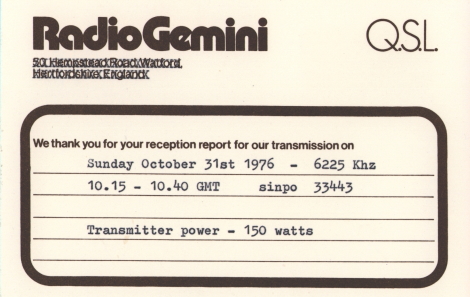 Radio Gemini
Q.S.L.
50, Hempstead Road, Watford,
Hertfordshire, England.
We thank you for your reception report for our transmission on
Sunday October 31st 1976 - 6225 Khz
10.15 - 10.40 GMT sinpo 33443
Transmitter power - 150 watts